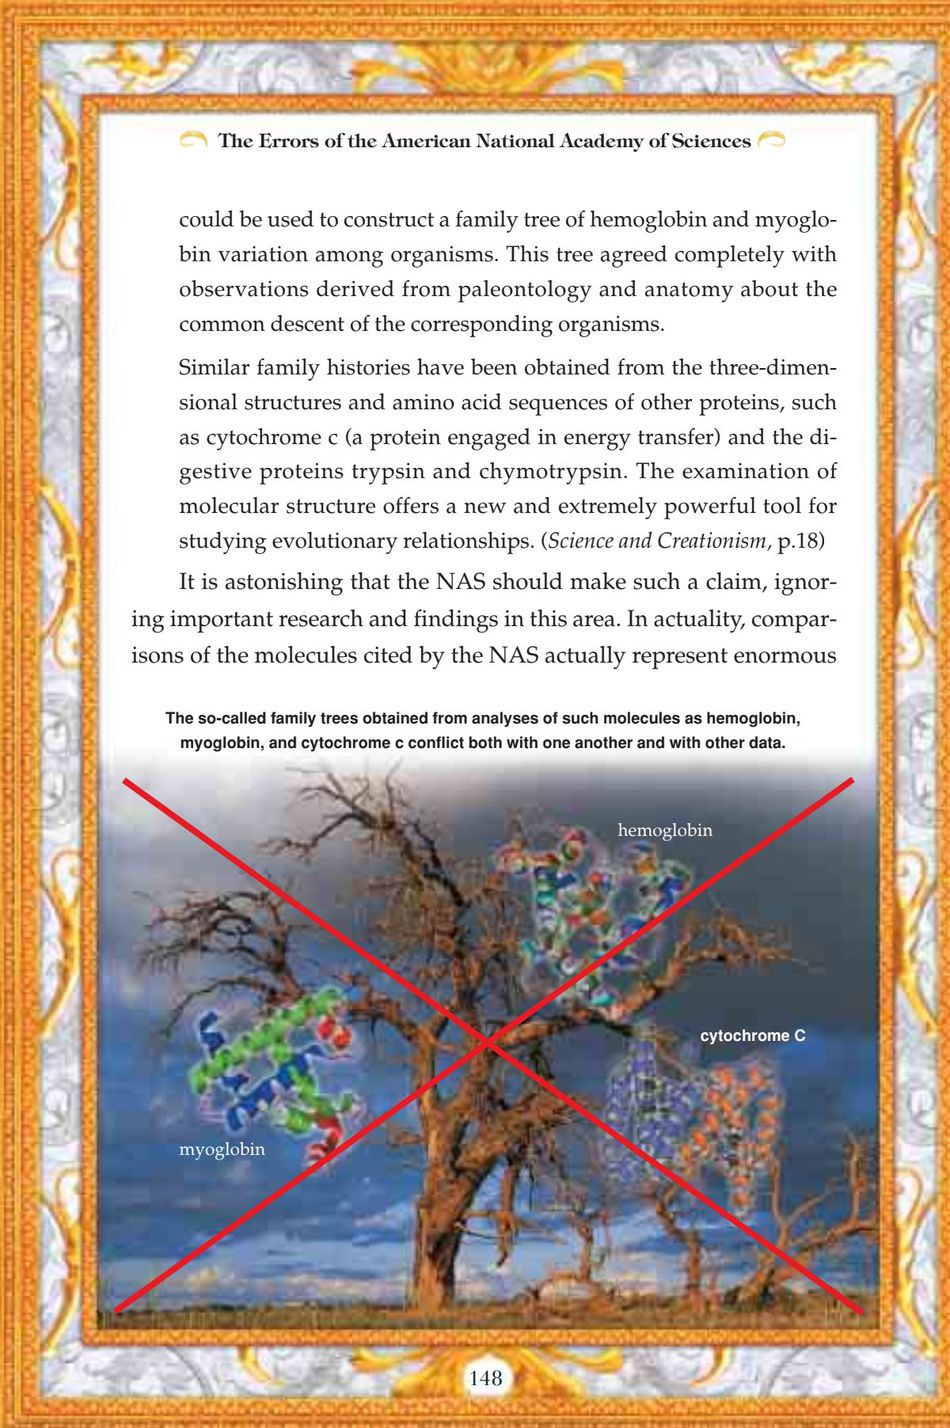 The Errors of the American National Academy of Sciences
could be used to construct a family tree of hemoglobin and myoglo-
bin variation among organisms. This tree agreed completely with
observations derived from paleontology and anatomy about the
common descent of the corresponding organisms.
Similar family histories have been obtained from the three-dimen-
sional structures and amino acid sequences of other proteins, such
as cytochrome c (a protein engaged in energy transfer) and the di-
gestive proteins trypsin and chymotrypsin. The examination of
molecular structure offers a new and extremely powerful tool for
studying evolutionary relationships. (Science and Creationism, p.18)
It is astonishing that the NAS should make such a claim, ignor-
ing important research and findings in this area. In actuality, compar-
isons of the molecules cited by the NAS actually represent enormous
The so-called family trees obtained from analyses of such molecules as hemoglobin,
myoglobin, and cytochrome c conflict both with one another and with other data.
hemoglobin
cytochrome C
myoglobin
148